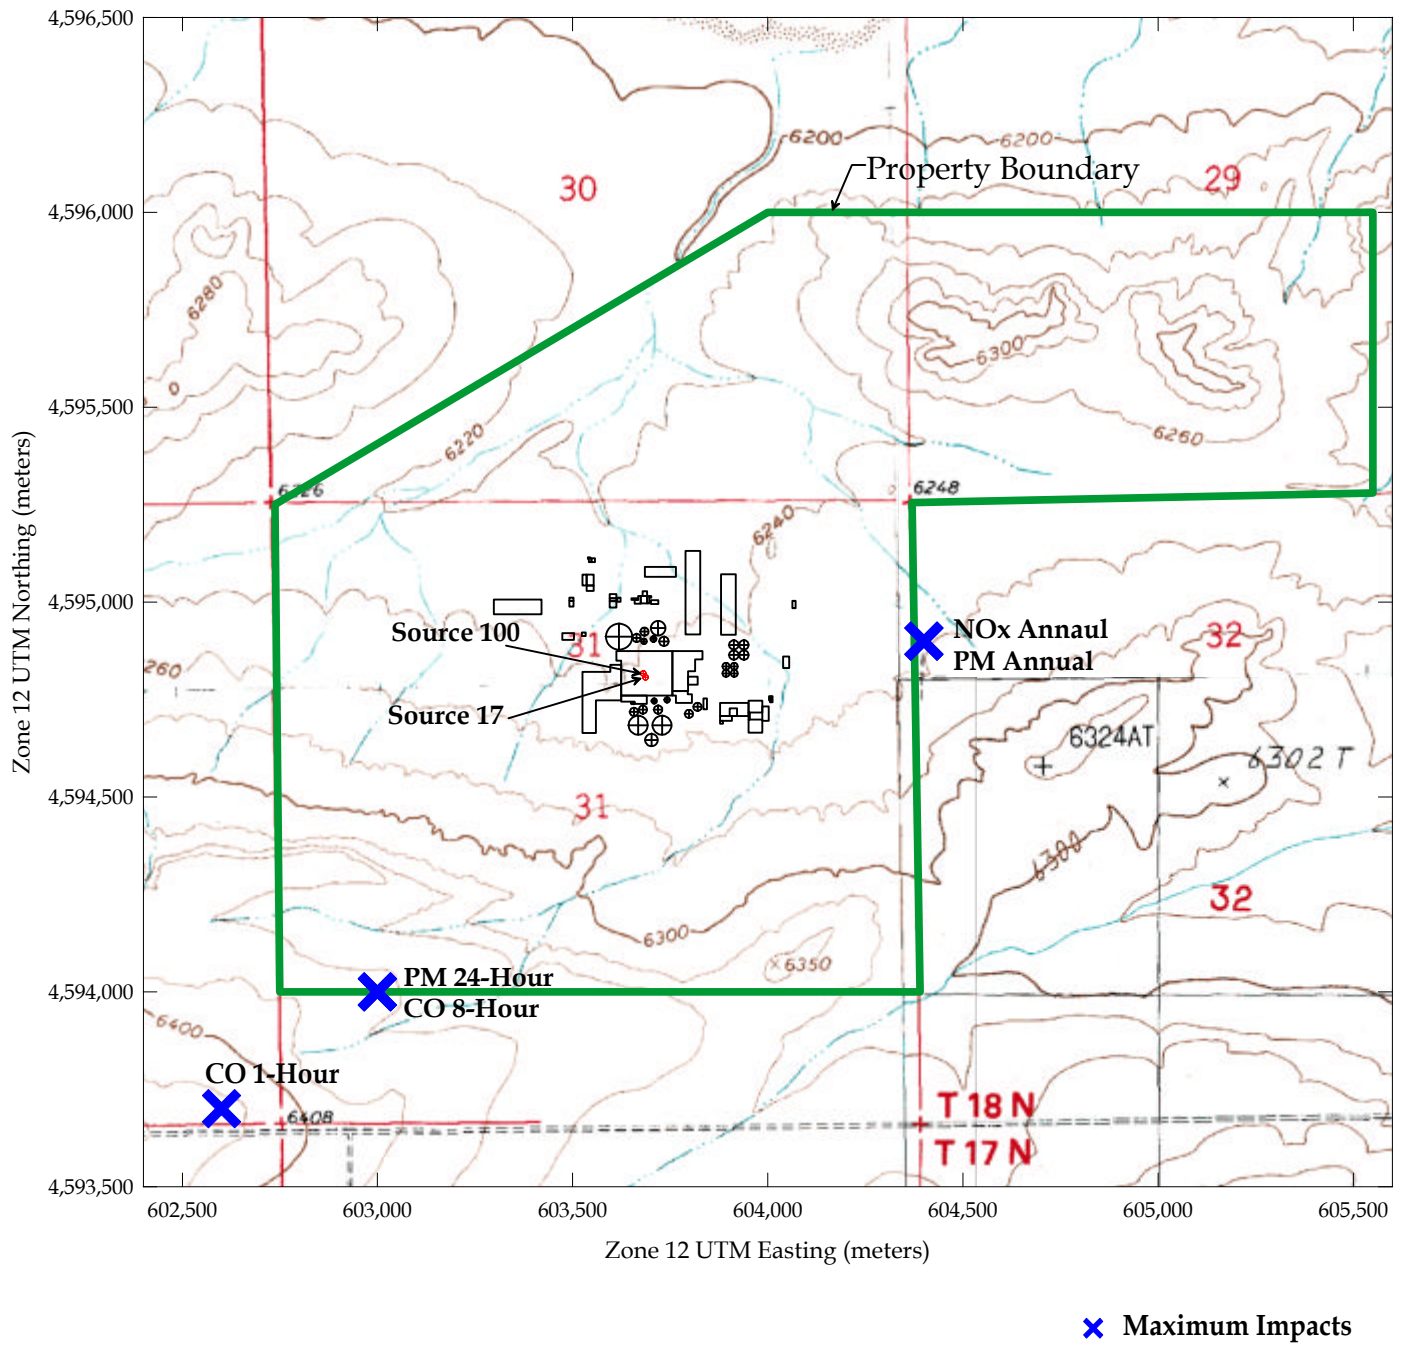 4,596,500
6200
6200
Property Boundary
30
29
4,596,000
6280
6300
0
4,595,500
6220
6260
6226
6248
6240
4,595,000
Source 100
31
NOx Annaul
PM Annual
32
260
Source 17
6324AT
6302 T
4,594,500
31
6300
32
6300
6350
PM 24-Hour
4,594,000
CO 8-Hour
6400
CO 1-Hour
6408
T 18 N
T 17 N
4,593,500
602,500
603,000
603,500
604,000
604,500
605,000
605,500
Zone 12 UTM Northing (meters)
Zone 12 UTM Easting (meters)
Maximum Impacts